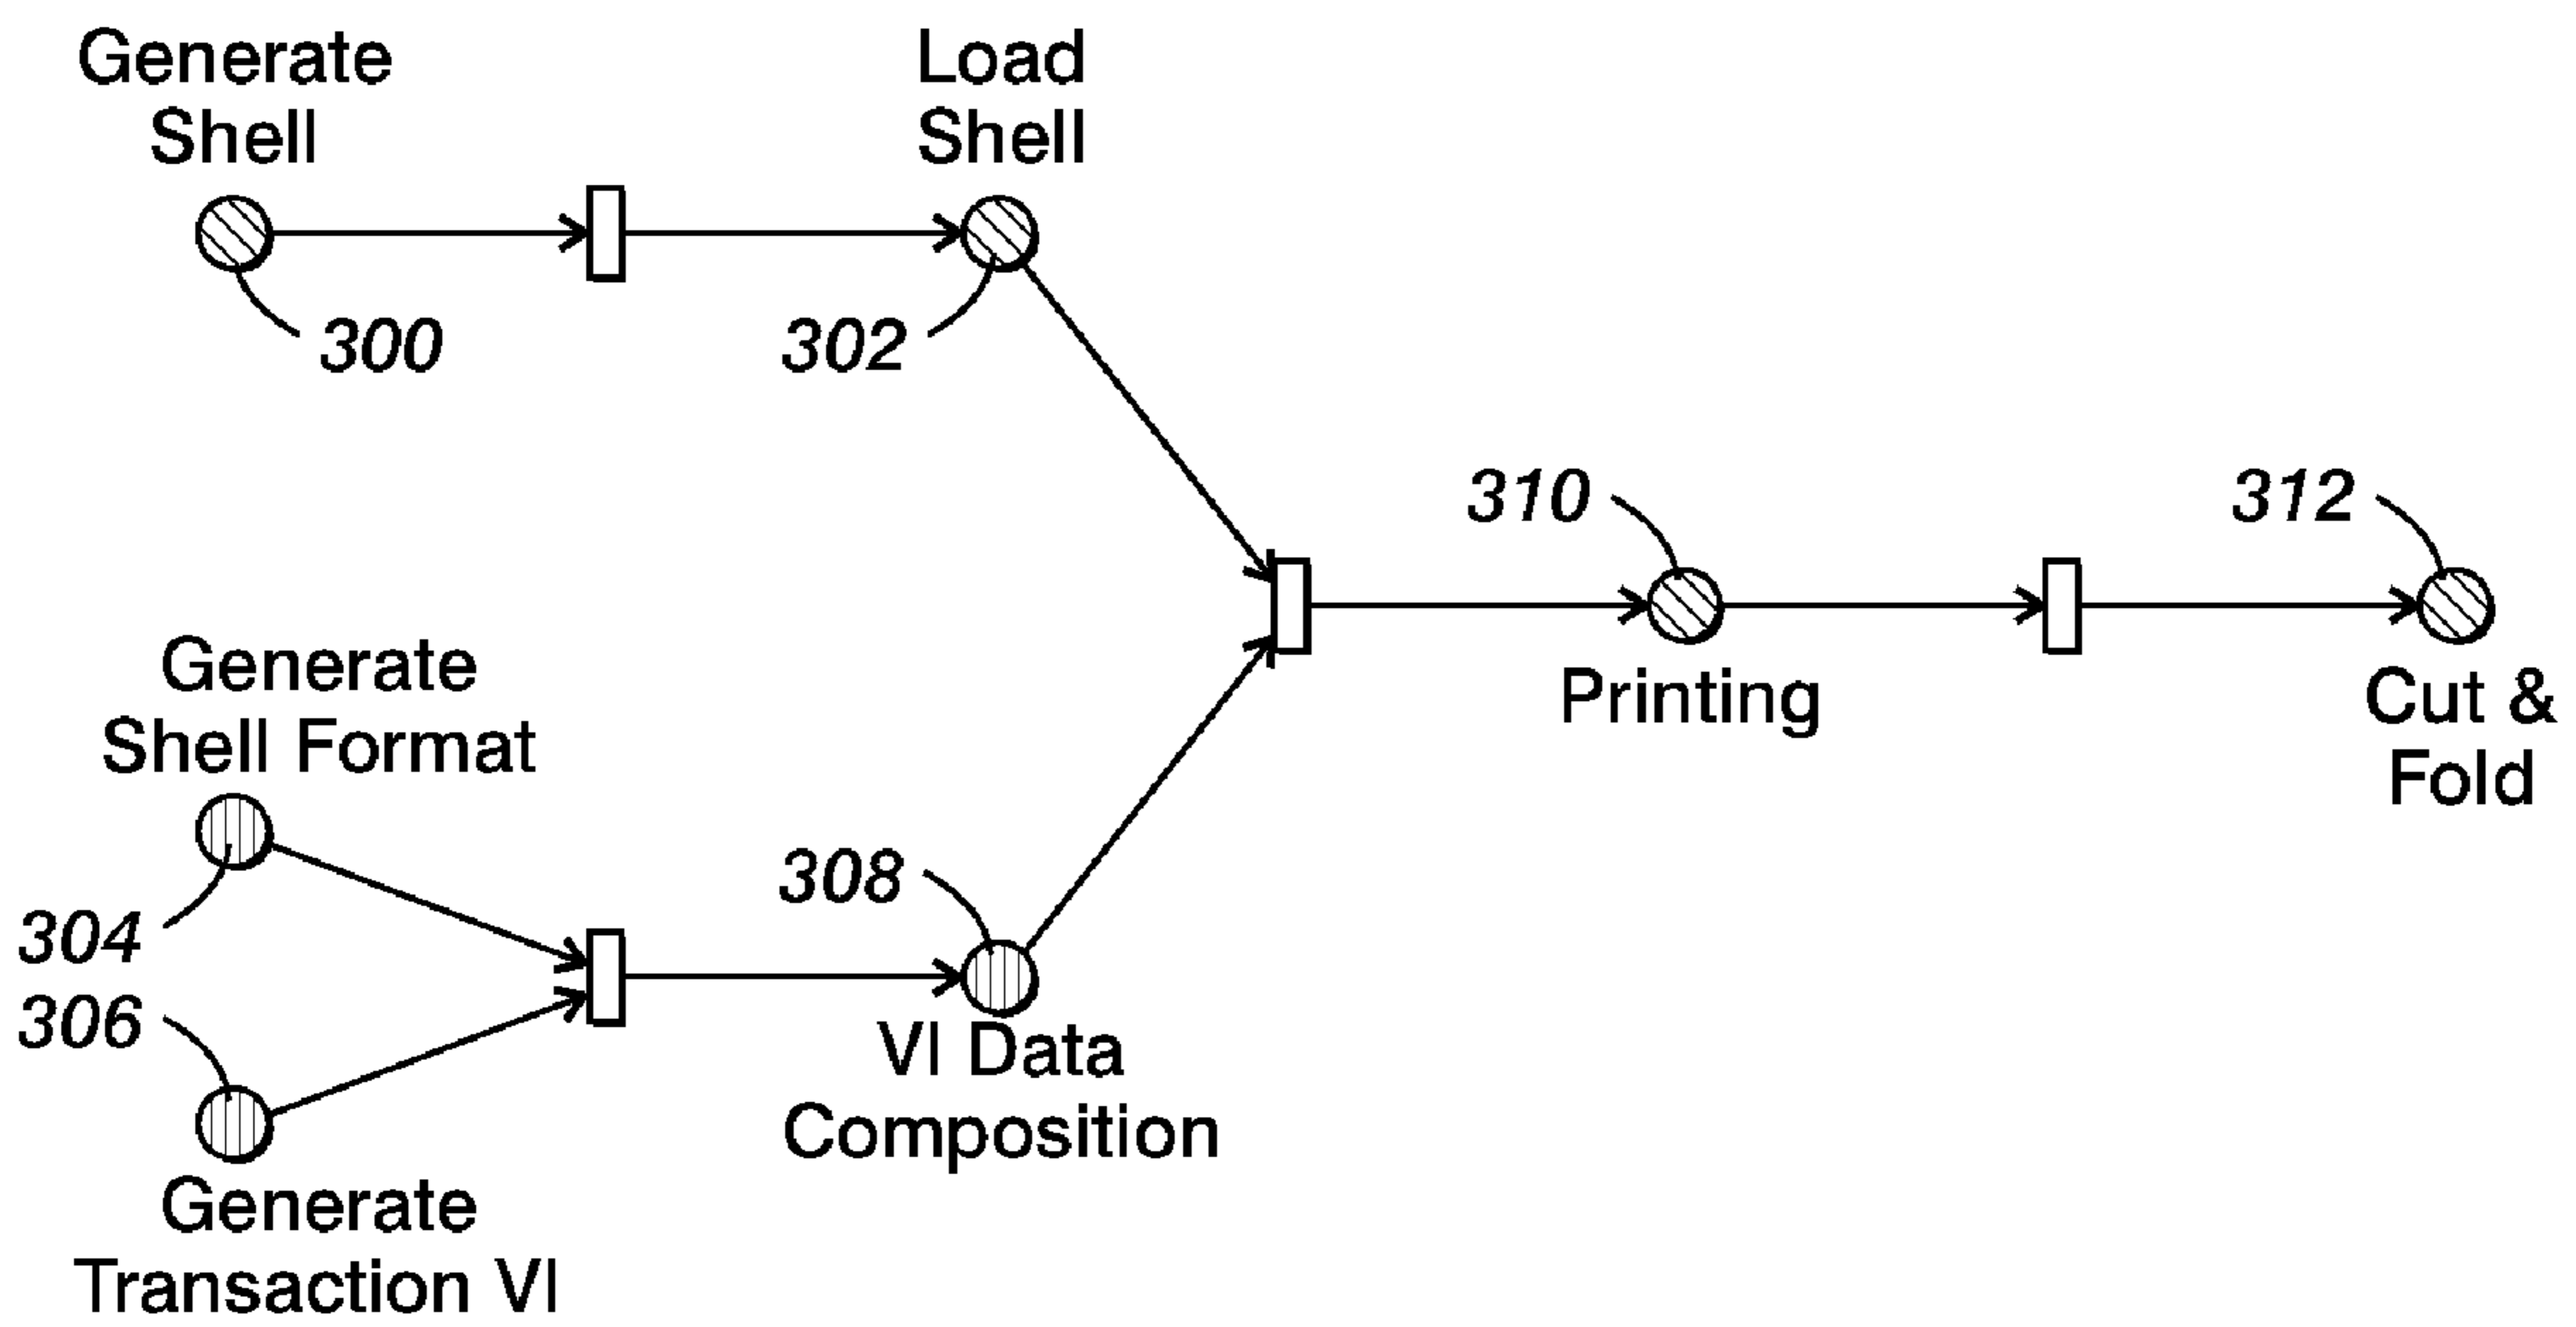 Generate
Shell
Load
Shell
300
302
310
312
Printing
Cut &
Fold
Generate
Shell Format
304
306
308
VI Data
Composition
Generate
Transaction VI